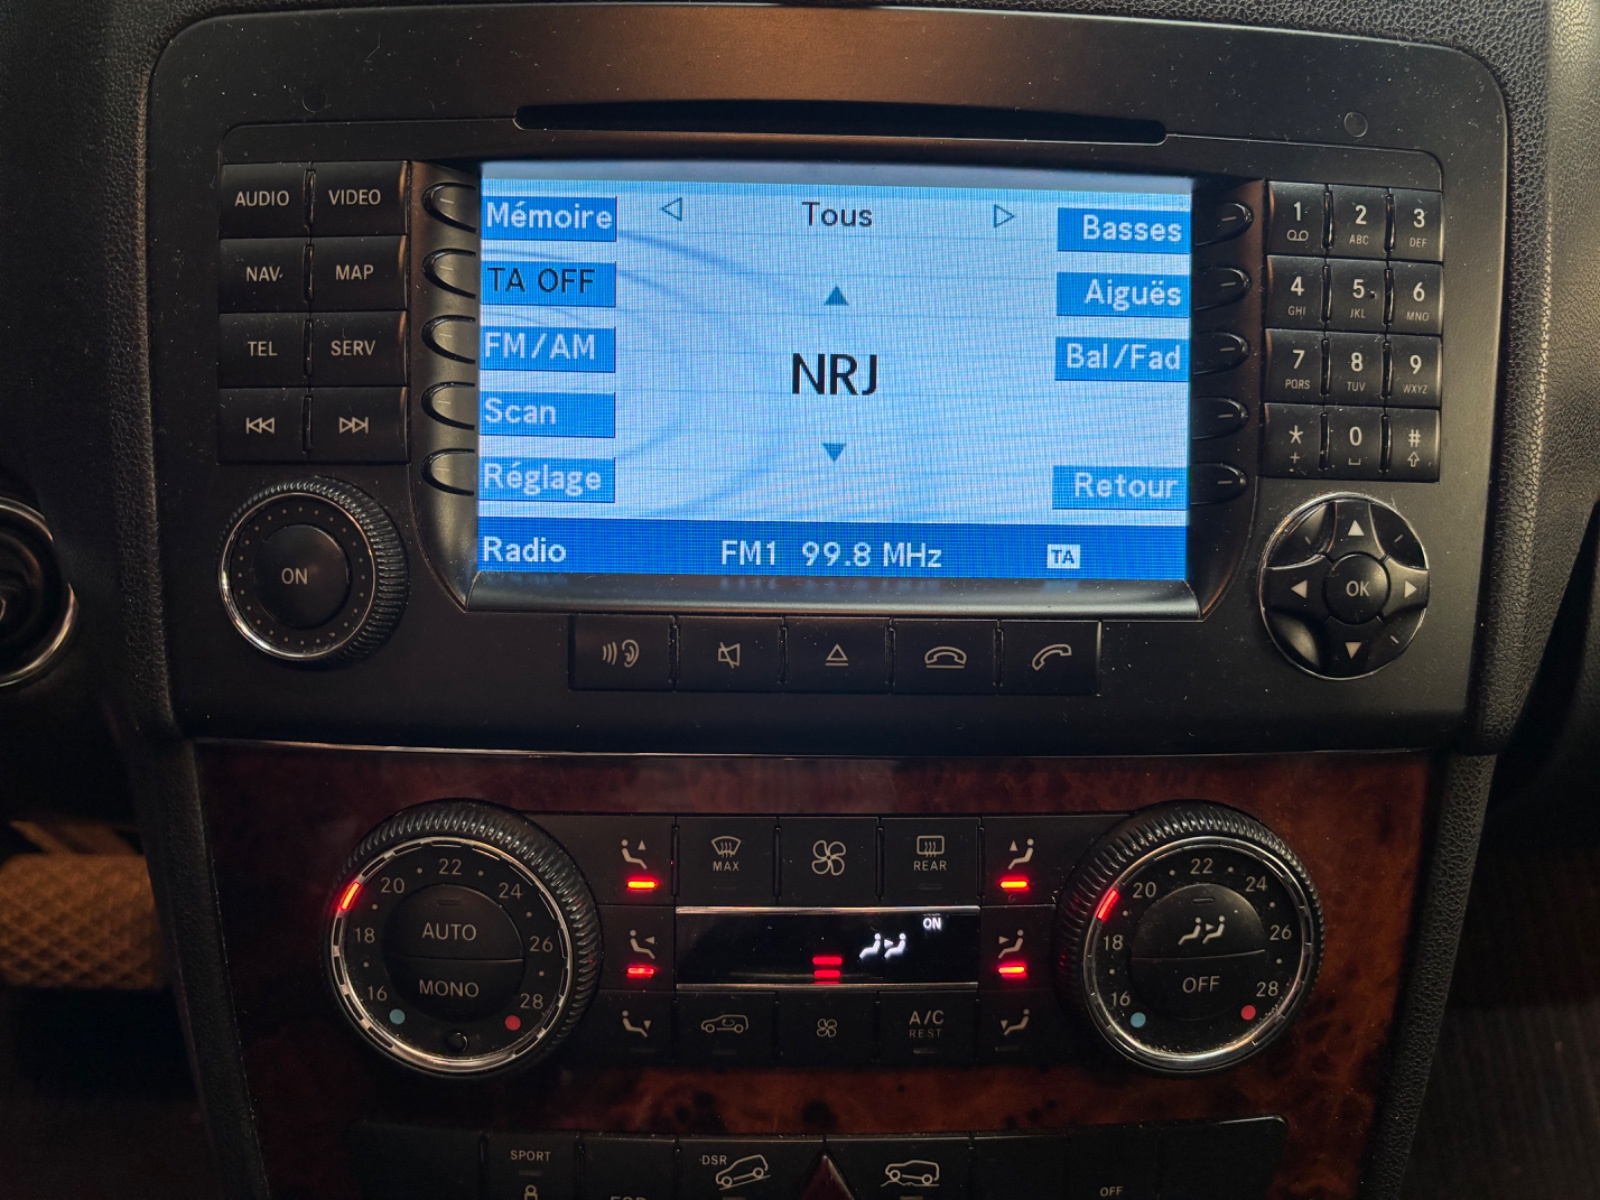 AUDIO VIDEO
NAV MAP
TEL SERV
ON
Mémoire Tous Basses
TA OFF Aiguës
FM/AM NRJ Bal/Fad
Scan
Réglage Retour
Radio FM1 99.8 MHz TA
1 2 ABC 3 DEF
4 GHI 5 JKL 6 MNO
7 PQRS 8 TUV 9 WXYZ
* + 0 #
OK
16 18 20 22 24 26 28
AUTO
MONO
MAX REAR
ON
A/C
REST
16 18 20 22 24 26 28
OFF
SPORT DSR OFF